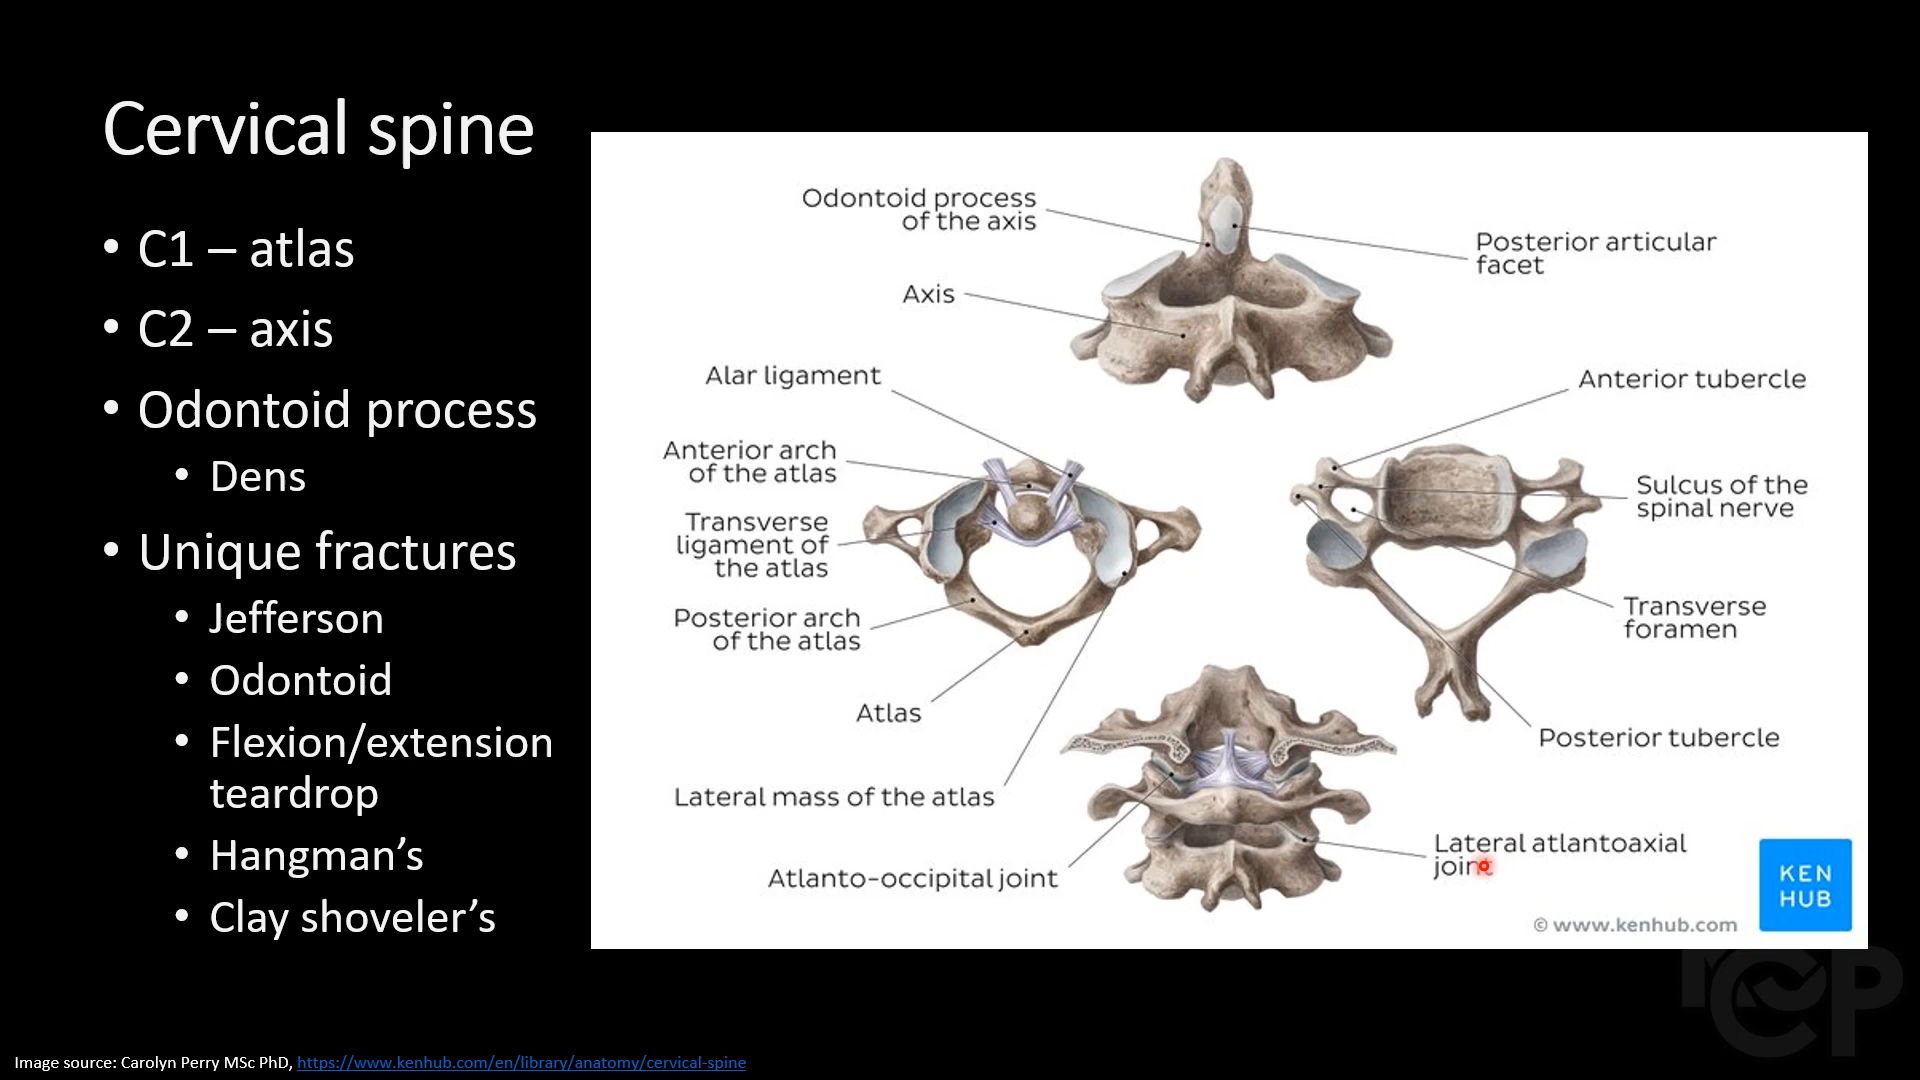 Cervical spine
• C1 – atlas
• C2 – axis
• Odontoid process
• Dens
• Unique fractures
• Jefferson
• Odontoid
• Flexion/extension
teardrop
• Hangman’s
• Clay shoveler’s
Odontoid process
of the axis
Posterior articular
facet
Axis
Alar ligament
Anterior tubercle
Anterior arch
of the atlas
Sulcus of the
spinal nerve
Transverse
ligament of
the atlas
Posterior arch
of the atlas
Transverse
foramen
Atlas
Posterior tubercle
Lateral mass of the atlas
Lateral atlantoaxial
joint
Atlanto-occipital joint
KEN
HUB
© www.kenhub.com
Image source: Carolyn Perry MSc PhD, https://www.kenhub.com/en/library/anatomy/cervical-spine